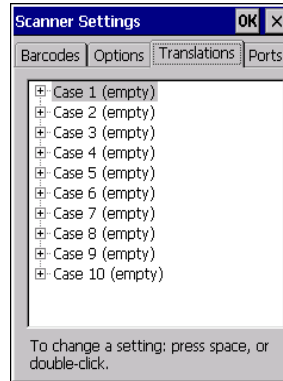 Scanner Settings OK ×
Barcodes Options Translations Ports
Case 1 (empty)
Case 2 (empty)
Case 3 (empty)
Case 4 (empty)
Case 5 (empty)
Case 6 (empty)
Case 7 (empty)
Case 8 (empty)
Case 9 (empty)
Case 10 (empty)
To change a setting: press space, or
double-click.